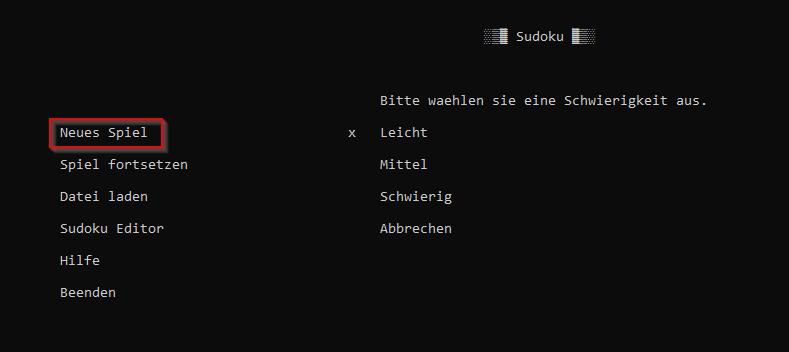 ░▒▓ Sudoku ▓▒░
Bitte waehlen sie eine Schwierigkeit aus.
Neues Spiel
x Leicht
Spiel fortsetzen
Mittel
Datei laden
Schwierig
Sudoku Editor
Abbrechen
Hilfe
Beenden